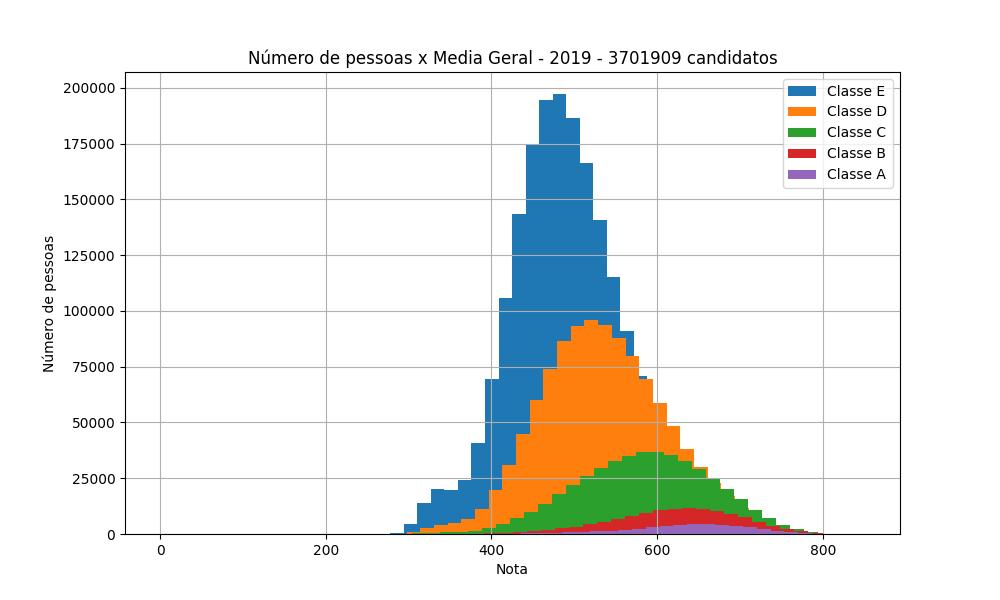 Número de pessoas x Media Geral - 2019 - 3701909 candidatos
Classe E
Classe D
Classe C
Classe B
Classe A
200000
175000
150000
125000
100000
75000
50000
25000
0
Número de pessoas
0 200 400 600 800
Nota